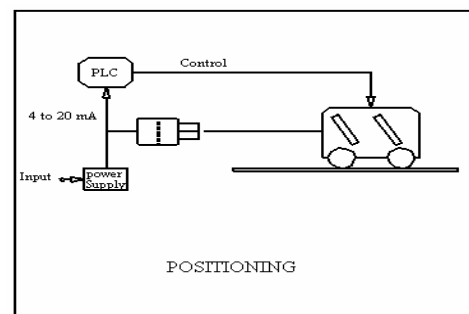 Control
PLC
4 to 20 mA
Input
power
Supply
POSITIONING